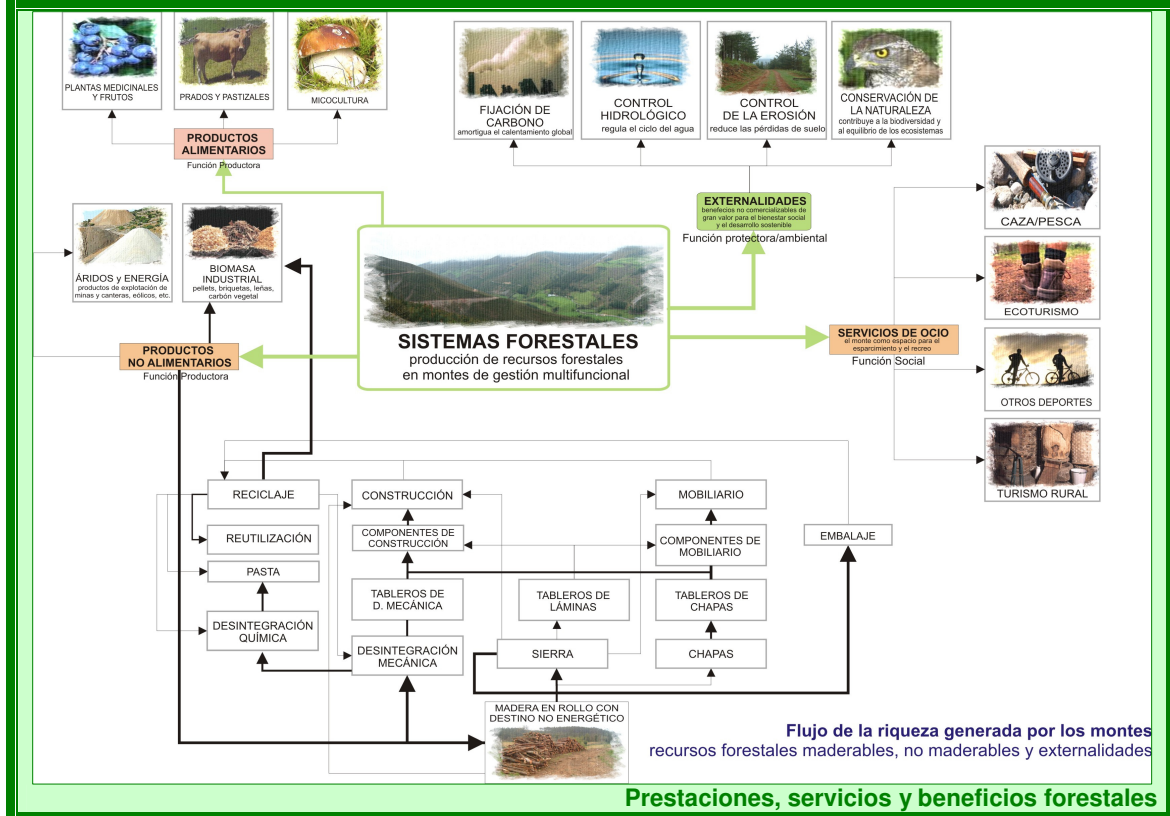 PLANTAS MEDICINALES
Y FRUTOS
PRADOS Y PASTIZALES
MICOCULTURA
FIJACIÓN DE
CARBONO
amortigua el calentamiento global
CONTROL
HIDROLÓGICO
regula el ciclo del agua
CONTROL
DE LA EROSIÓN
reduce las pérdidas de suelo
CONSERVACIÓN DE
LA NATURALEZA
contribuye a la biodiversidad y
al equilibrio de los ecosistemas
PRODUCTOS
ALIMENTARIOS
Función Productora
EXTERNALIDADES
benefecios no comercializables de
gran valor para el bienestar social
y el desarrollo sostenible
Función protectora/ambiental
CAZA/PESCA
ÁRIDOS y ENERGÍA
productos de explotación de
minas y canteras, eólicos, etc.
BIOMASA
INDUSTRIAL
pellets, briquetas, leñas,
carbón vegetal
ECOTURISMO
SISTEMAS FORESTALES
producción de recursos forestales
en montes de gestión multifuncional
SERVICIOS DE OCIO
el monte como espacio para el
esparcimiento y el recreo
Función Social
PRODUCTOS
NO ALIMENTARIOS
Función Productora
OTROS DEPORTES
TURISMO RURAL
RECICLAJE
CONSTRUCCIÓN
MOBILIARIO
REUTILIZACIÓN
COMPONENTES DE
CONSTRUCCIÓN
COMPONENTES DE
MOBILIARIO
EMBALAJE
PASTA
TABLEROS DE
D. MECÁNICA
TABLEROS DE
LÁMINAS
TABLEROS DE
CHAPAS
DESINTEGRACIÓN
QUÍMICA
DESINTEGRACIÓN
MECÁNICA
SIERRA
CHAPAS
MADERA EN ROLLO CON
DESTINO NO ENERGÉTICO
Flujo de la riqueza generada por los montes
recursos forestales maderables, no maderables y externalidades
Prestaciones, servicios y beneficios forestales